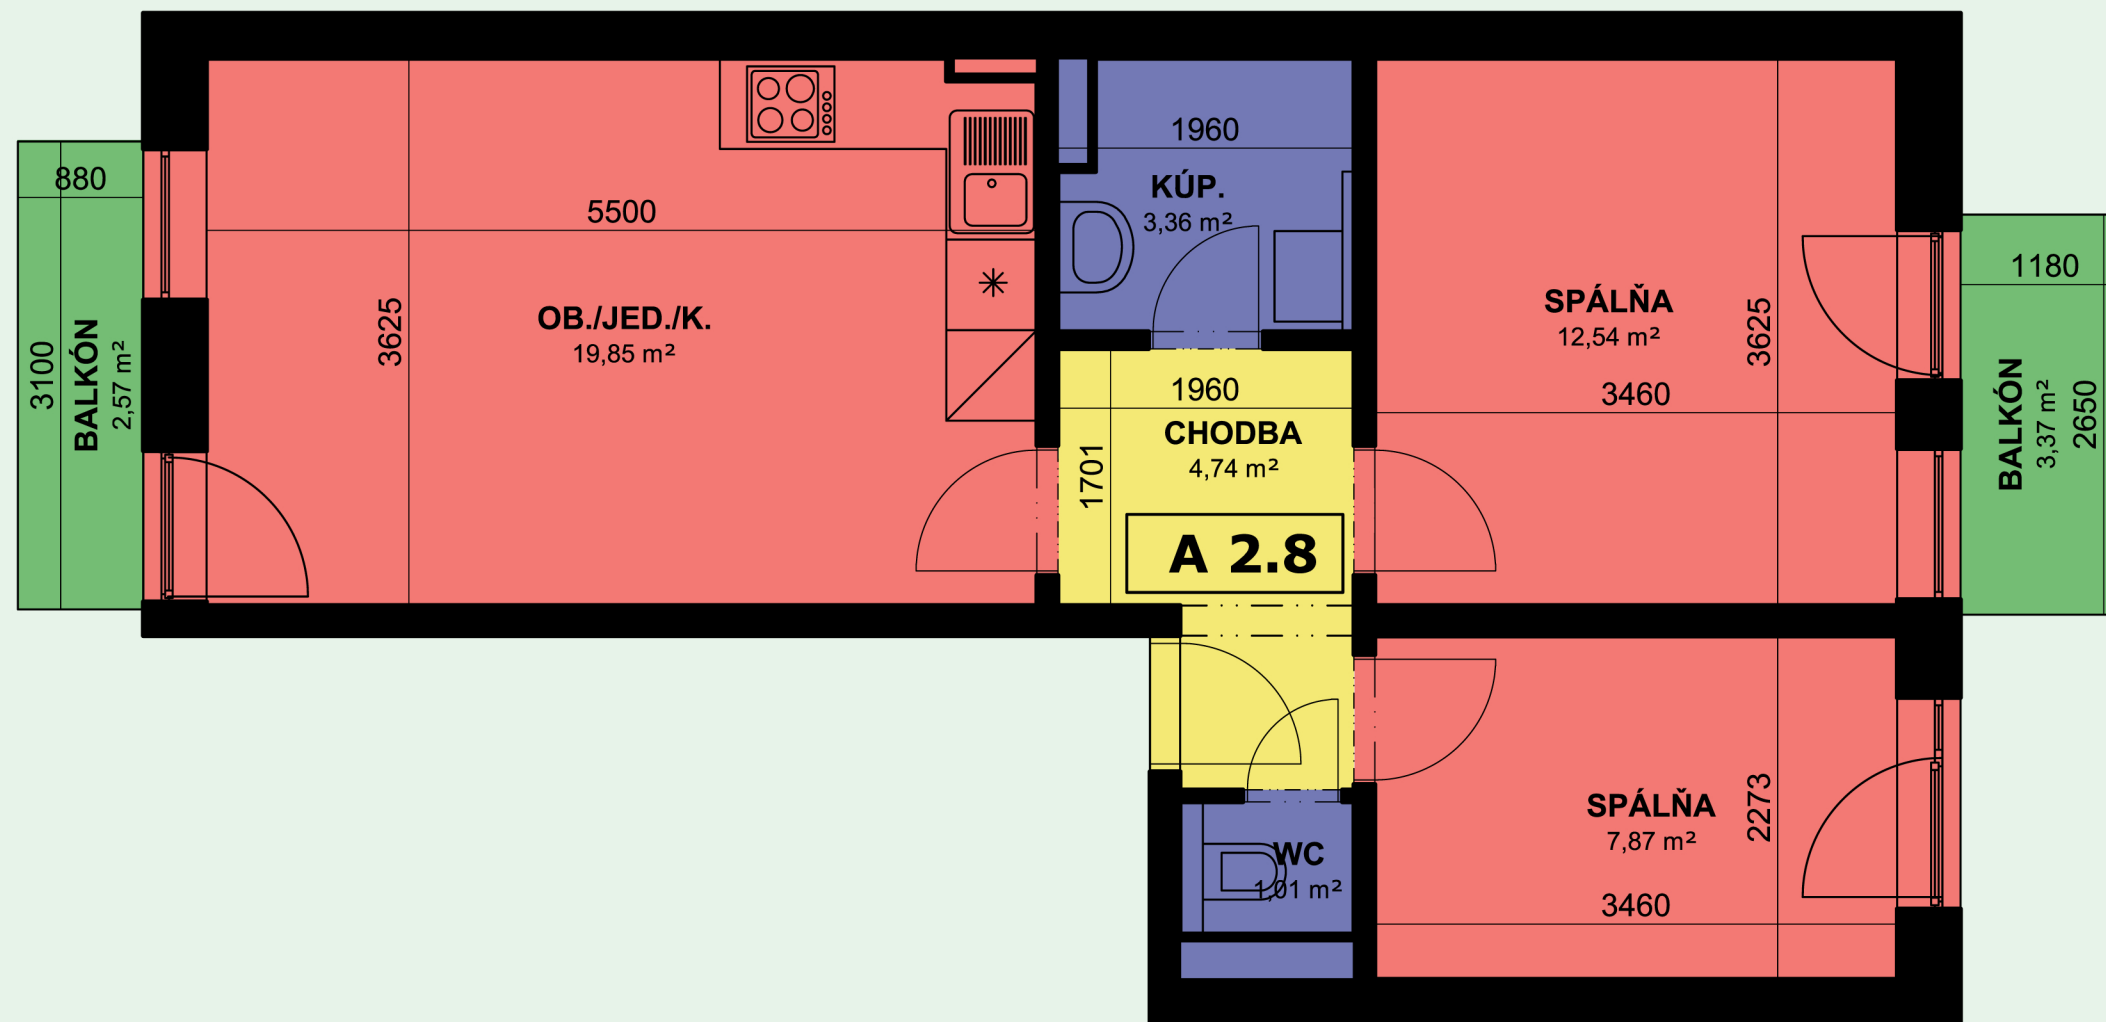 880
3100
BALKÓN
2,57 m²
5500
3625
OB./JED./K.
19,85 m²
1960
KÚP.
3,36 m²
1960
CHODBA
4,74 m²
1701
A 2.8
SPÁLŇA
12,54 m²
3625
3460
1180
BALKÓN
3,37 m²
2650
WC
1,01 m²
SPÁLŇA
7,87 m²
2273
3460